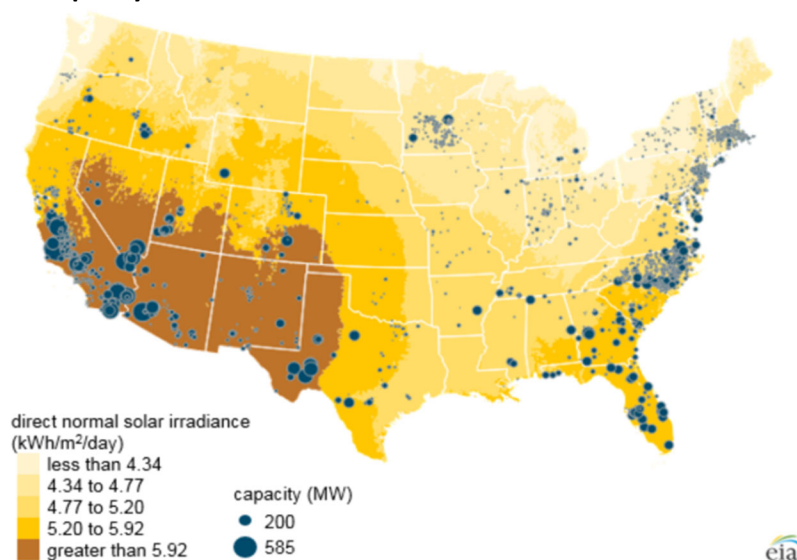 direct normal solar irradiance
(kWh/m²/day)
less than 4.34
4.34 to 4.77
4.77 to 5.20
5.20 to 5.92
greater than 5.92
capacity (MW)
200
585
eia